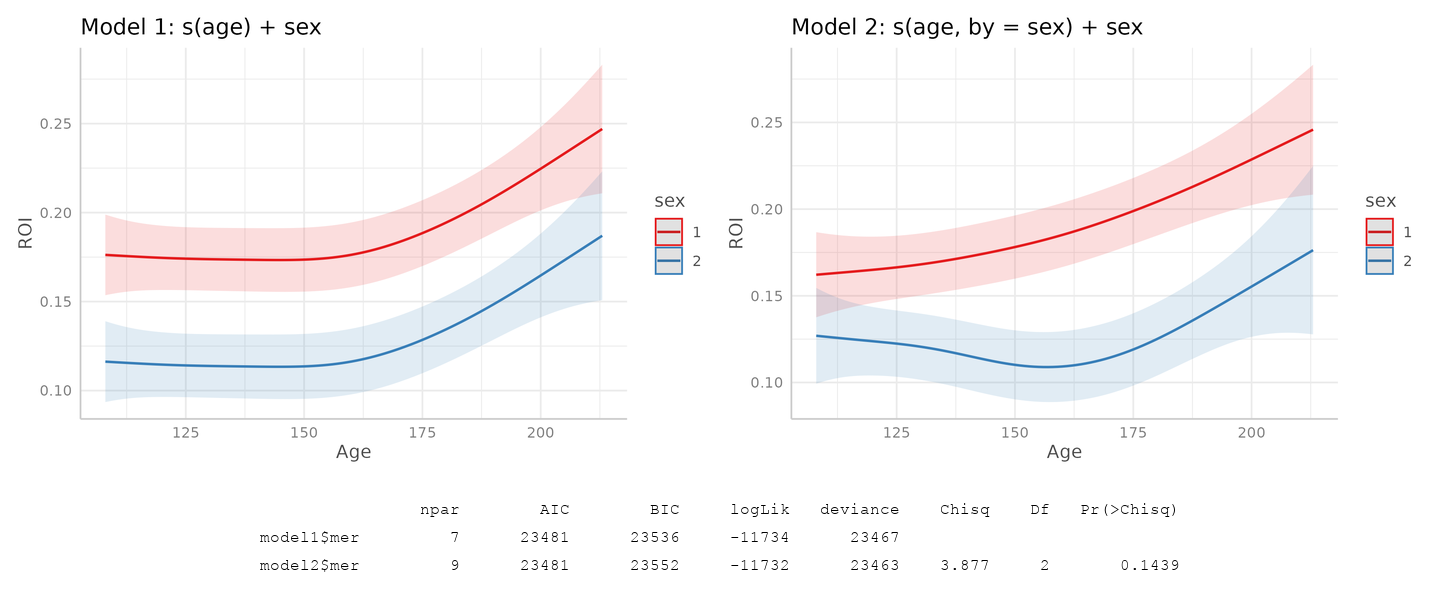 Model 1: s(age) + sex
0.25
0.20
0.15
0.10
ROI
125 150 175 200
Age
sex
1
2
Model 2: s(age, by = sex) + sex
0.25
0.20
0.15
0.10
ROI
125 150 175 200
Age
sex
1
2
npar AIC BIC logLik deviance Chisq Df Pr(>Chisq)
model1$mer 7 23481 23536 -11734 23467
model2$mer 9 23481 23552 -11732 23463 3.877 2 0.1439